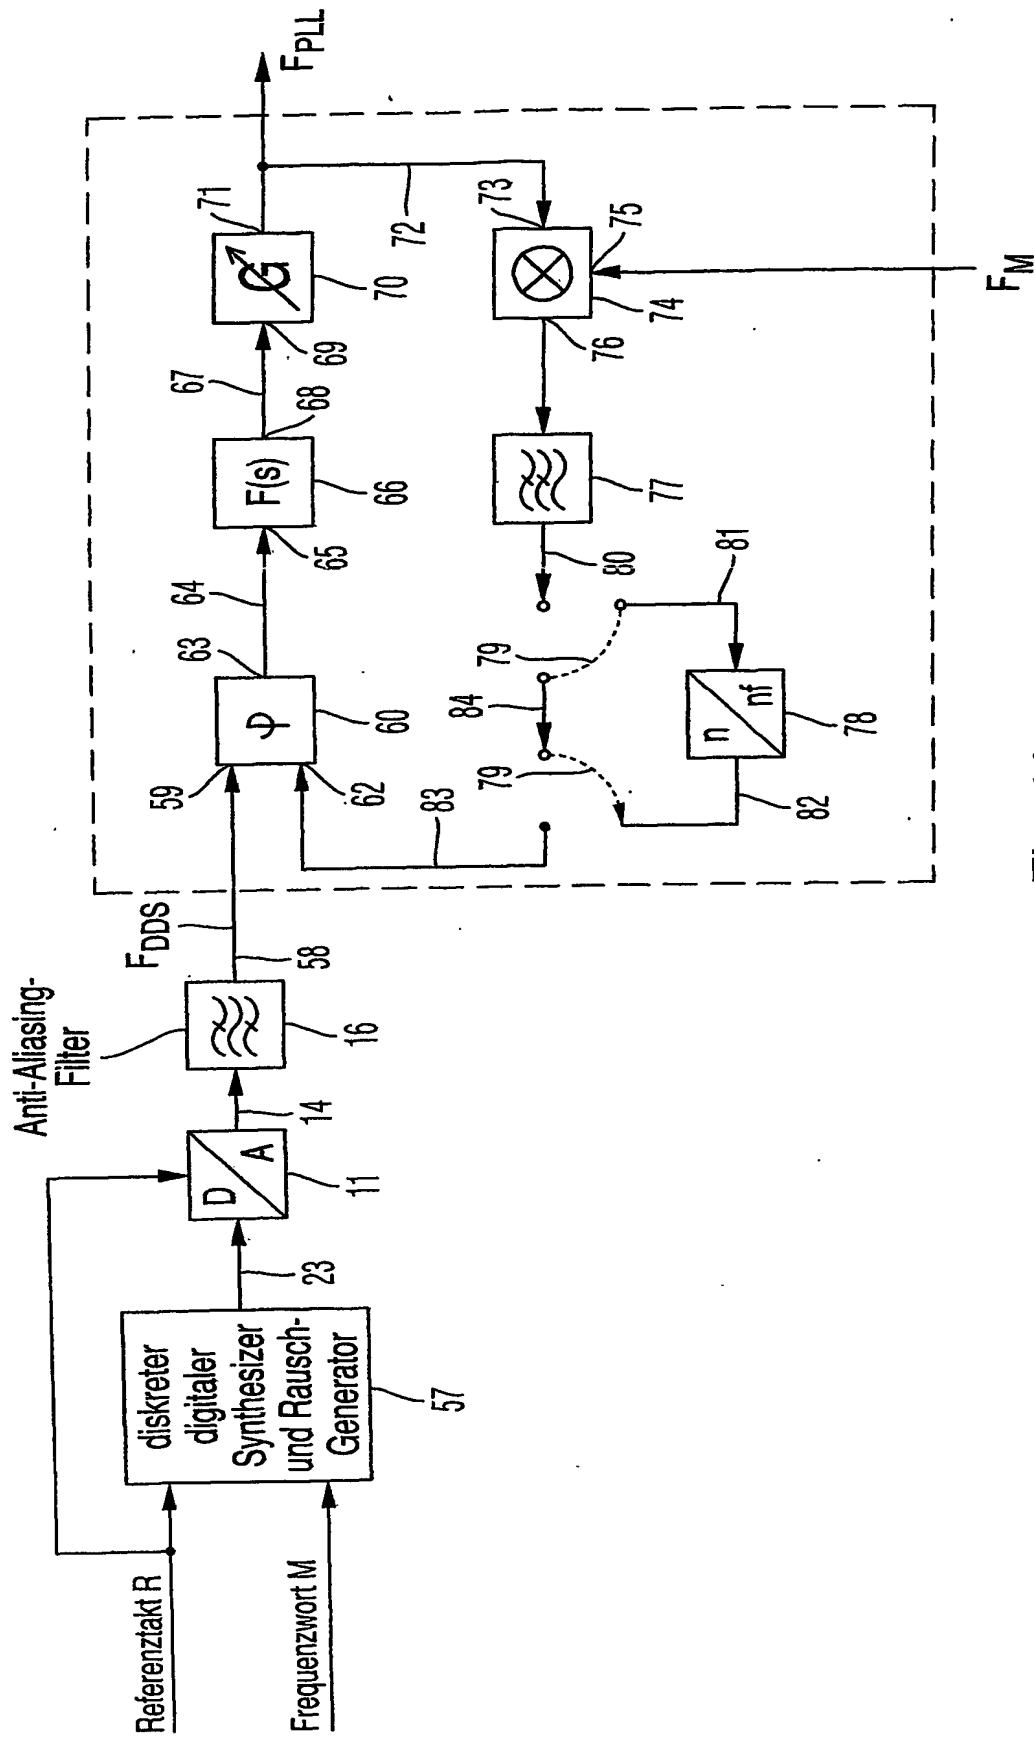 Referenztakt R
Frequenzwort M
diskreter
digitaler
Synthesizer
und Rausch-
Generator
57
23
D
A
11
14
Anti-Aliasing-
Filter
16
F_DDS
58
59
φ
60
62
63
64
65
F(s)
66
67
68
69
G
70
71
F_PLL
72
73
74
75
F_M
76
77
80
79
84
79
81
n
nf
78
82
83